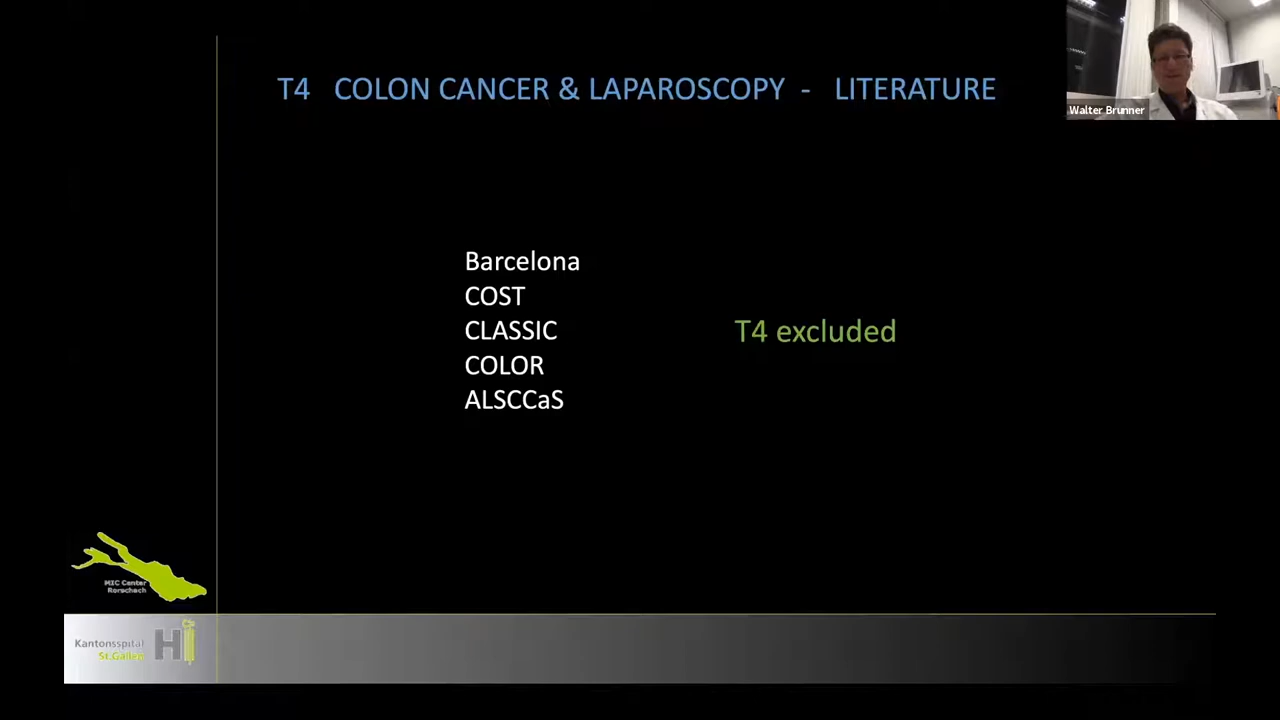 T4 COLON CANCER & LAPAROSCOPY - LITERATURE
Walter Brunner
Barcelona
COST
CLASSIC
COLOR
ALSCCaS
T4 excluded
MIC Center
Rorschach
Kantonsspital
St.Gallen